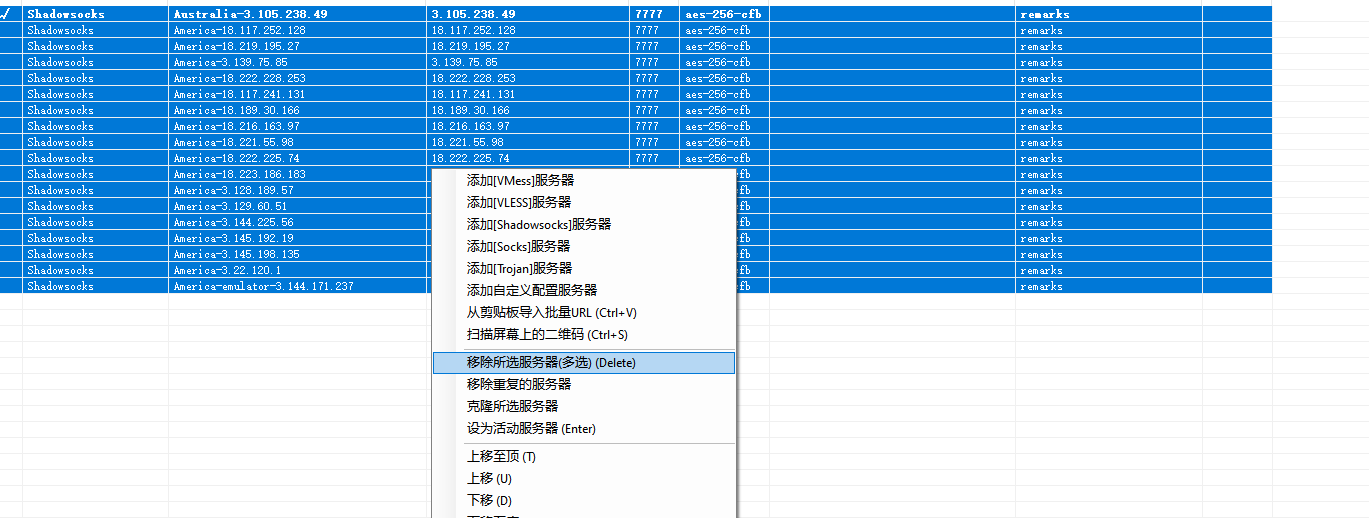 ✓ Shadowsocks Australia-3.105.238.49 3.105.238.49 7777 aes-256-cfb remarks
Shadowsocks America-18.117.252.128 18.117.252.128 7777 aes-256-cfb remarks
Shadowsocks America-18.219.195.27 18.219.195.27 7777 aes-256-cfb remarks
Shadowsocks America-3.139.75.85 3.139.75.85 7777 aes-256-cfb remarks
Shadowsocks America-18.222.228.253 18.222.228.253 7777 aes-256-cfb remarks
Shadowsocks America-18.117.241.131 18.117.241.131 7777 aes-256-cfb remarks
Shadowsocks America-18.189.30.166 18.189.30.166 7777 aes-256-cfb remarks
Shadowsocks America-18.216.163.97 18.216.163.97 7777 aes-256-cfb remarks
Shadowsocks America-18.221.55.98 18.221.55.98 7777 aes-256-cfb remarks
Shadowsocks America-18.222.225.74 18.222.225.74 7777 aes-256-cfb remarks
Shadowsocks America-18.223.186.183 cfb remarks
Shadowsocks America-3.128.189.57 cfb remarks
Shadowsocks America-3.129.60.51 cfb remarks
Shadowsocks America-3.144.225.56 cfb remarks
Shadowsocks America-3.145.192.19 cfb remarks
Shadowsocks America-3.145.198.135 cfb remarks
Shadowsocks America-3.22.120.1 cfb remarks
Shadowsocks America-emulator-3.144.171.237 cfb remarks
添加[VMess]服务器
添加[VLESS]服务器
添加[Shadowsocks]服务器
添加[Socks]服务器
添加[Trojan]服务器
添加自定义配置服务器
从剪贴板导入批量URL (Ctrl+V)
扫描屏幕上的二维码 (Ctrl+S)
移除所选服务器(多选) (Delete)
移除重复的服务器
克隆所选服务器
设为活动服务器 (Enter)
上移至顶 (T)
上移 (U)
下移 (D)